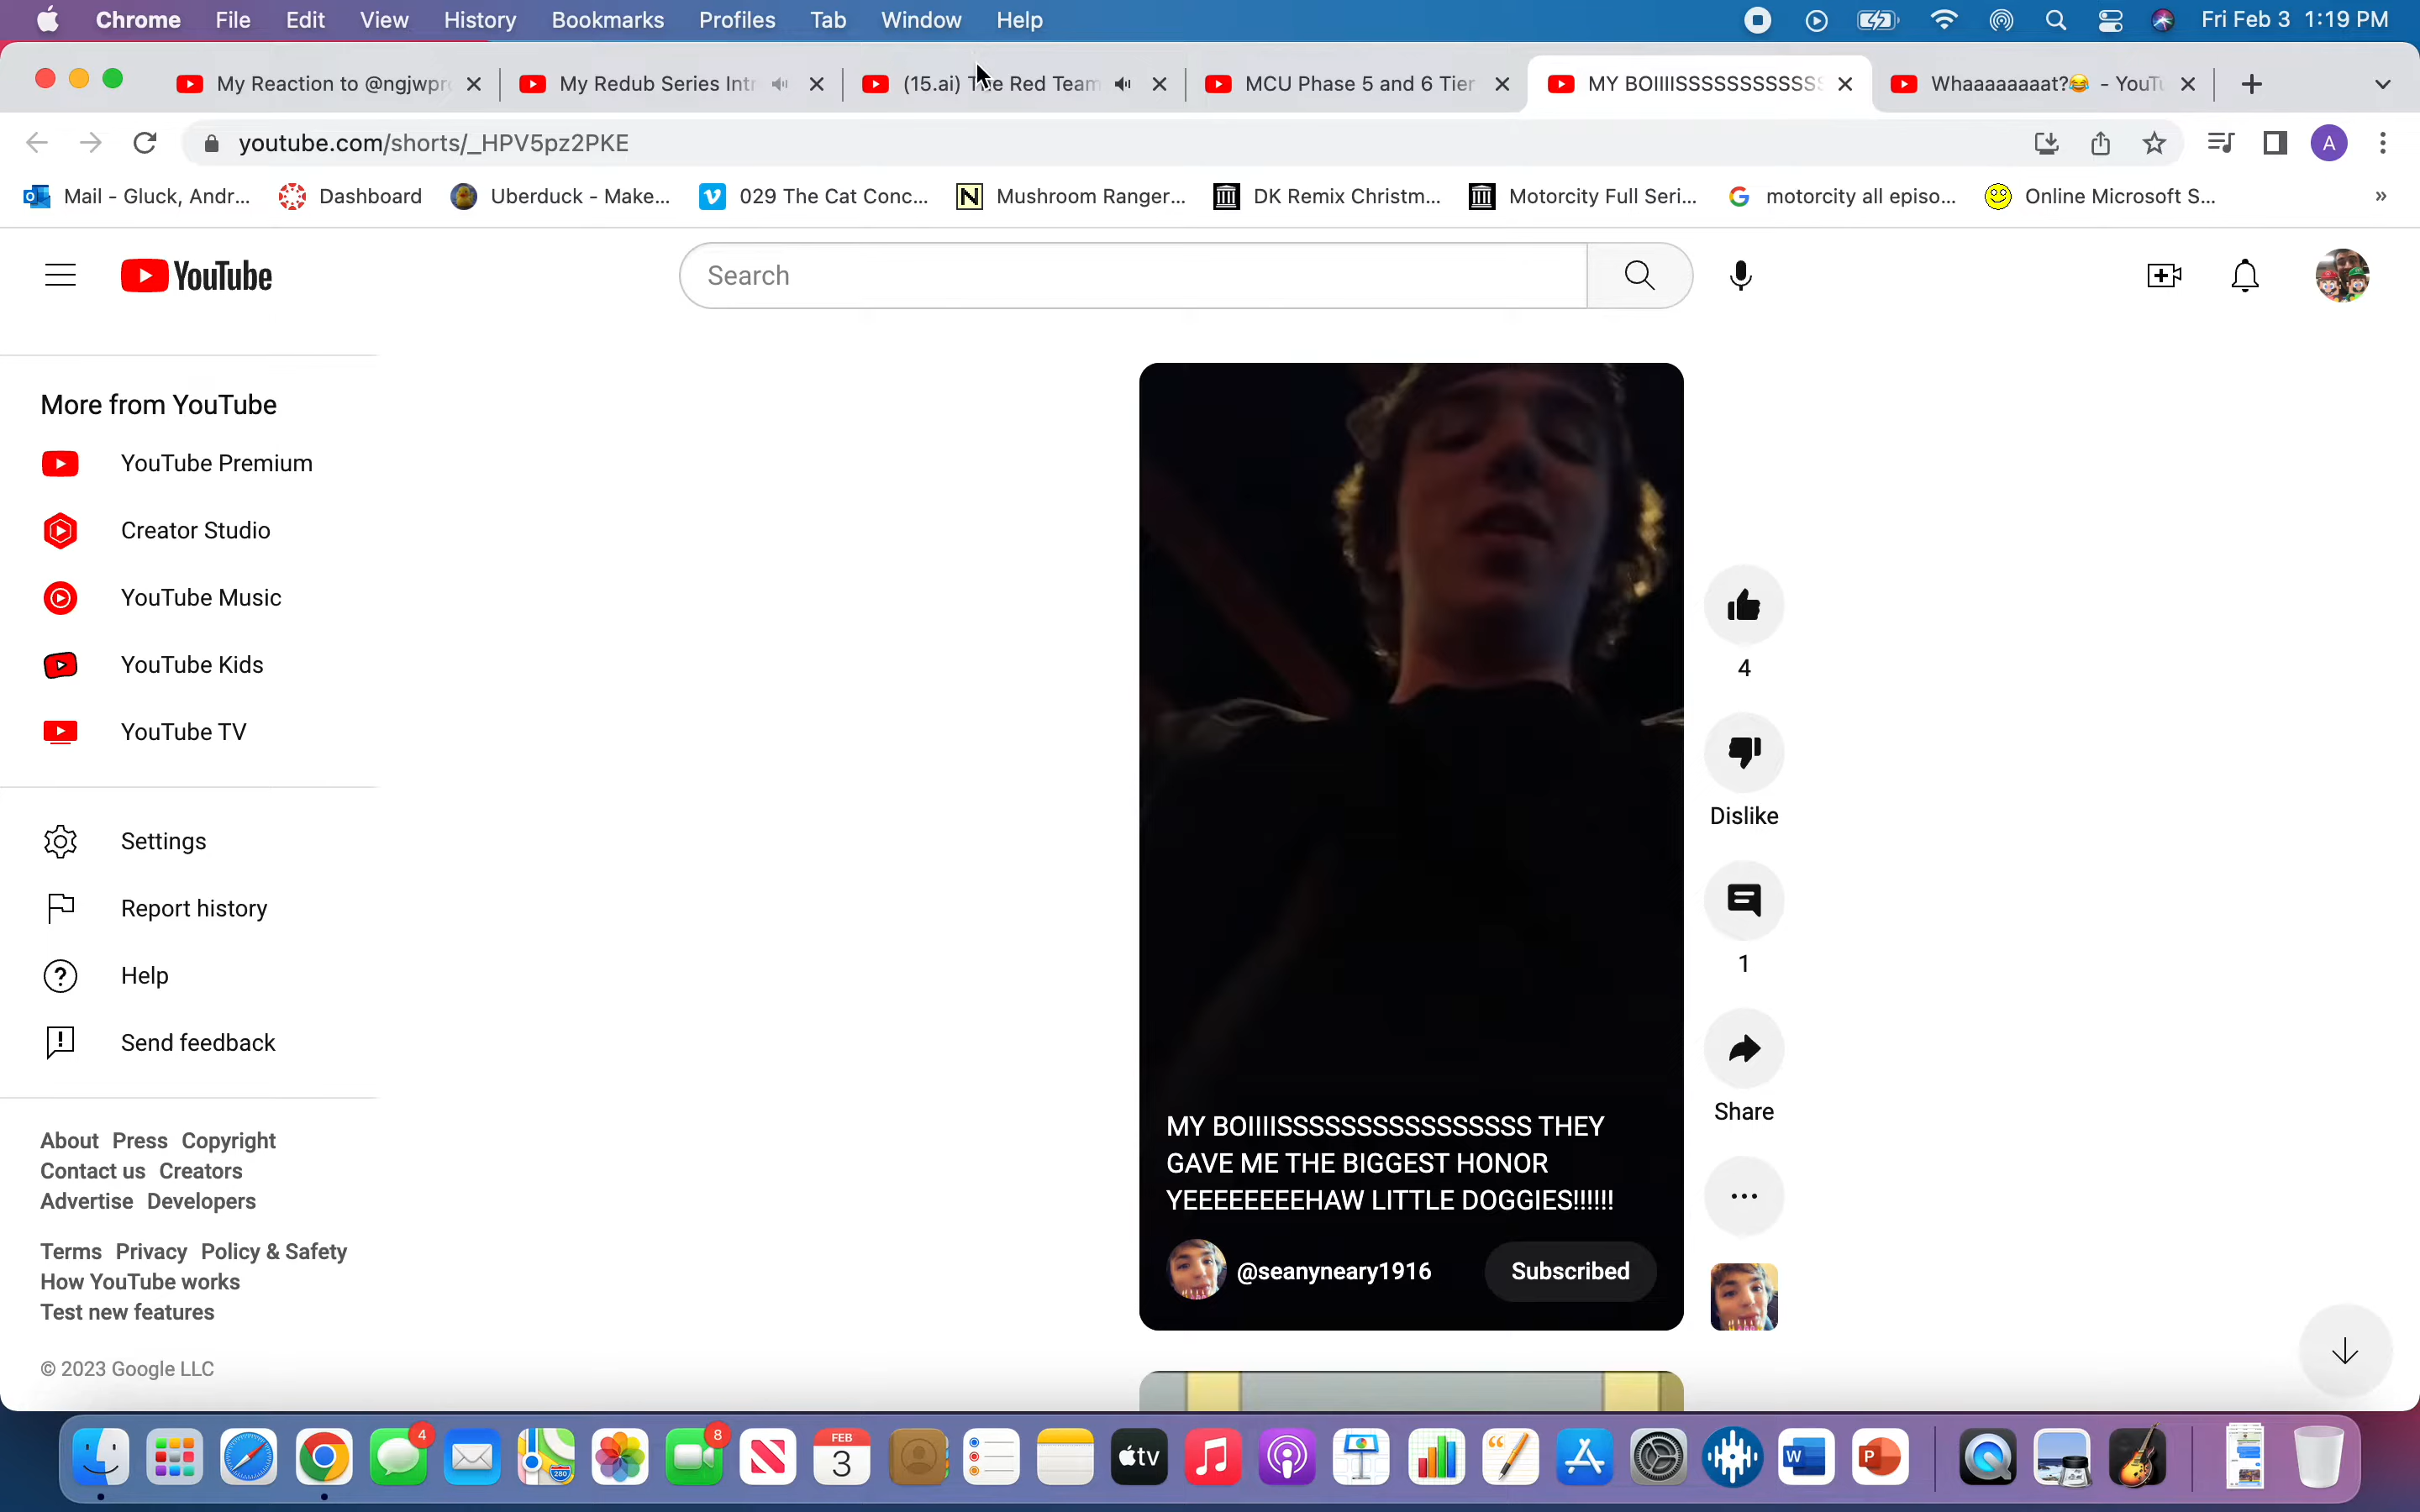 Chrome File Edit View History Bookmarks Profiles Tab Window Help Fri Feb 3 1:19 PM
My Reaction to @ngjwpr My Redub Series Intr (15.ai) The Red Team MCU Phase 5 and 6 Tier MY BOIIIISSSSSSSSSSSS Whaaaaaaaat?😂 - YouT
youtube.com/shorts/_HPV5pz2PKE A
Mail - Gluck, Andr... Dashboard Uberduck - Make... 029 The Cat Conc... Mushroom Ranger... DK Remix Christm... Motorcity Full Seri... motorcity all episo... Online Microsoft S... »
YouTube Search
More from YouTube
YouTube Premium
Creator Studio
YouTube Music
YouTube Kids
YouTube TV
Settings
Report history
Help
Send feedback
About Press Copyright
Contact us Creators
Advertise Developers
Terms Privacy Policy & Safety
How YouTube works
Test new features
© 2023 Google LLC
4
Dislike
1
Share
MY BOIIIISSSSSSSSSSSSSSSS THEY
GAVE ME THE BIGGEST HONOR
YEEEEEEEEHAW LITTLE DOGGIES!!!!!!
@seanyneary1916 Subscribed
4 280 8 FEB 3 tv W P